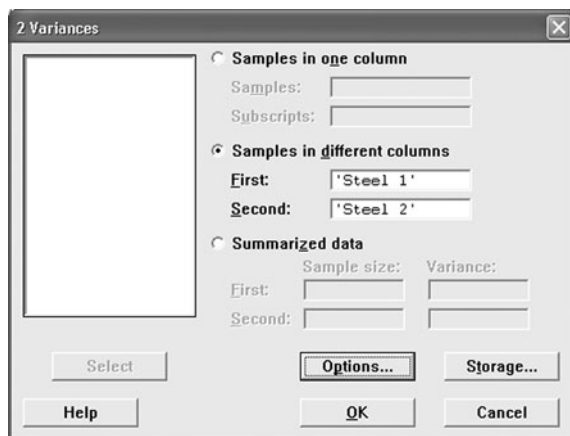 2 Variances
Samples in one column
Samples:
Subscripts:
Samples in different columns
First: 'Steel 1'
Second: 'Steel 2'
Summarized data
Sample size: Variance:
First:
Second:
Select Options... Storage...
Help OK Cancel